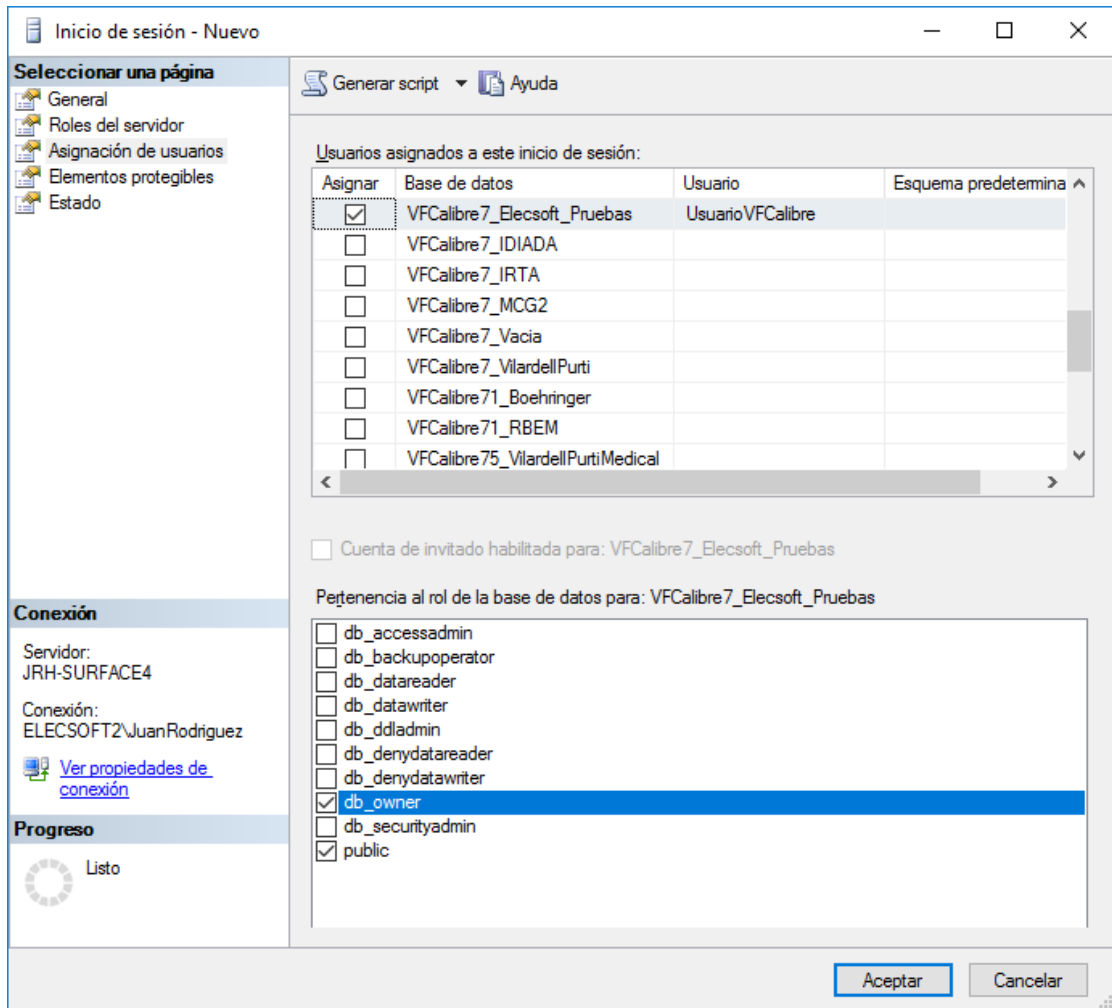 Inicio de sesión - Nuevo
Seleccionar una página
General
Roles del servidor
Asignación de usuarios
Elementos protegibles
Estado
Generar script
Ayuda
Usuarios asignados a este inicio de sesión:
Asignar Base de datos Usuario Esquema predetermina
VFCalibre7_Elecsoft_Pruebas UsuarioVFCalibre
VFCalibre7_IDIADA
VFCalibre7_IRTA
VFCalibre7_MCG2
VFCalibre7_Vacia
VFCalibre7_VilardellPurti
VFCalibre71_Boehringer
VFCalibre71_RBEM
VFCalibre75_VilardellPurtiMedical
Cuenta de invitado habilitada para: VFCalibre7_Elecsoft_Pruebas
Pertenencia al rol de la base de datos para: VFCalibre7_Elecsoft_Pruebas
db_accessadmin
db_backupoperator
db_datareader
db_datawriter
db_ddladmin
db_denydatareader
db_denydatawriter
db_owner
db_securityadmin
public
Conexión
Servidor:
JRH-SURFACE4
Conexión:
ELECSOFT2\JuanRodriguez
Ver propiedades de
conexión
Progreso
Listo
Aceptar
Cancelar